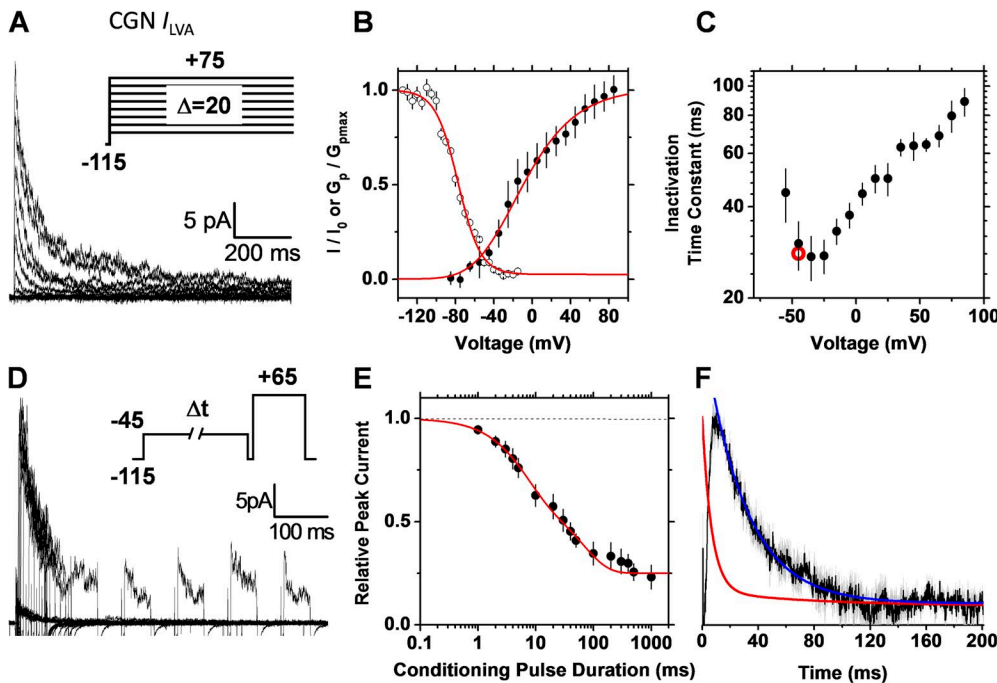 A
CGN I_LVA
+75
Δ=20
-115
5 pA
200 ms
B
I / I_0 or G_p / G_pmax
1.0
0.5
0.0
-120 -80 -40 0 40 80
Voltage (mV)
C
Inactivation
Time Constant (ms)
100
80
60
40
20
-50 0 50 100
Voltage (mV)
D
+65
-45
Δt
-115
5pA
100 ms
E
Relative Peak Current
1.0
0.5
0.0
0.1 1 10 100 1000
Conditioning Pulse Duration (ms)
F
0 40 80 120 160 200
Time (ms)